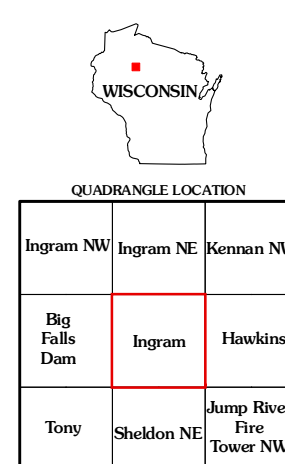 WISCONSIN
QUADRANGLE LOCATION
Ingram NW Ingram NE Kennan NW
Big
Falls
Dam
Ingram
Hawkins
Tony
Sheldon NE
Jump Rive
Fire
Tower NW